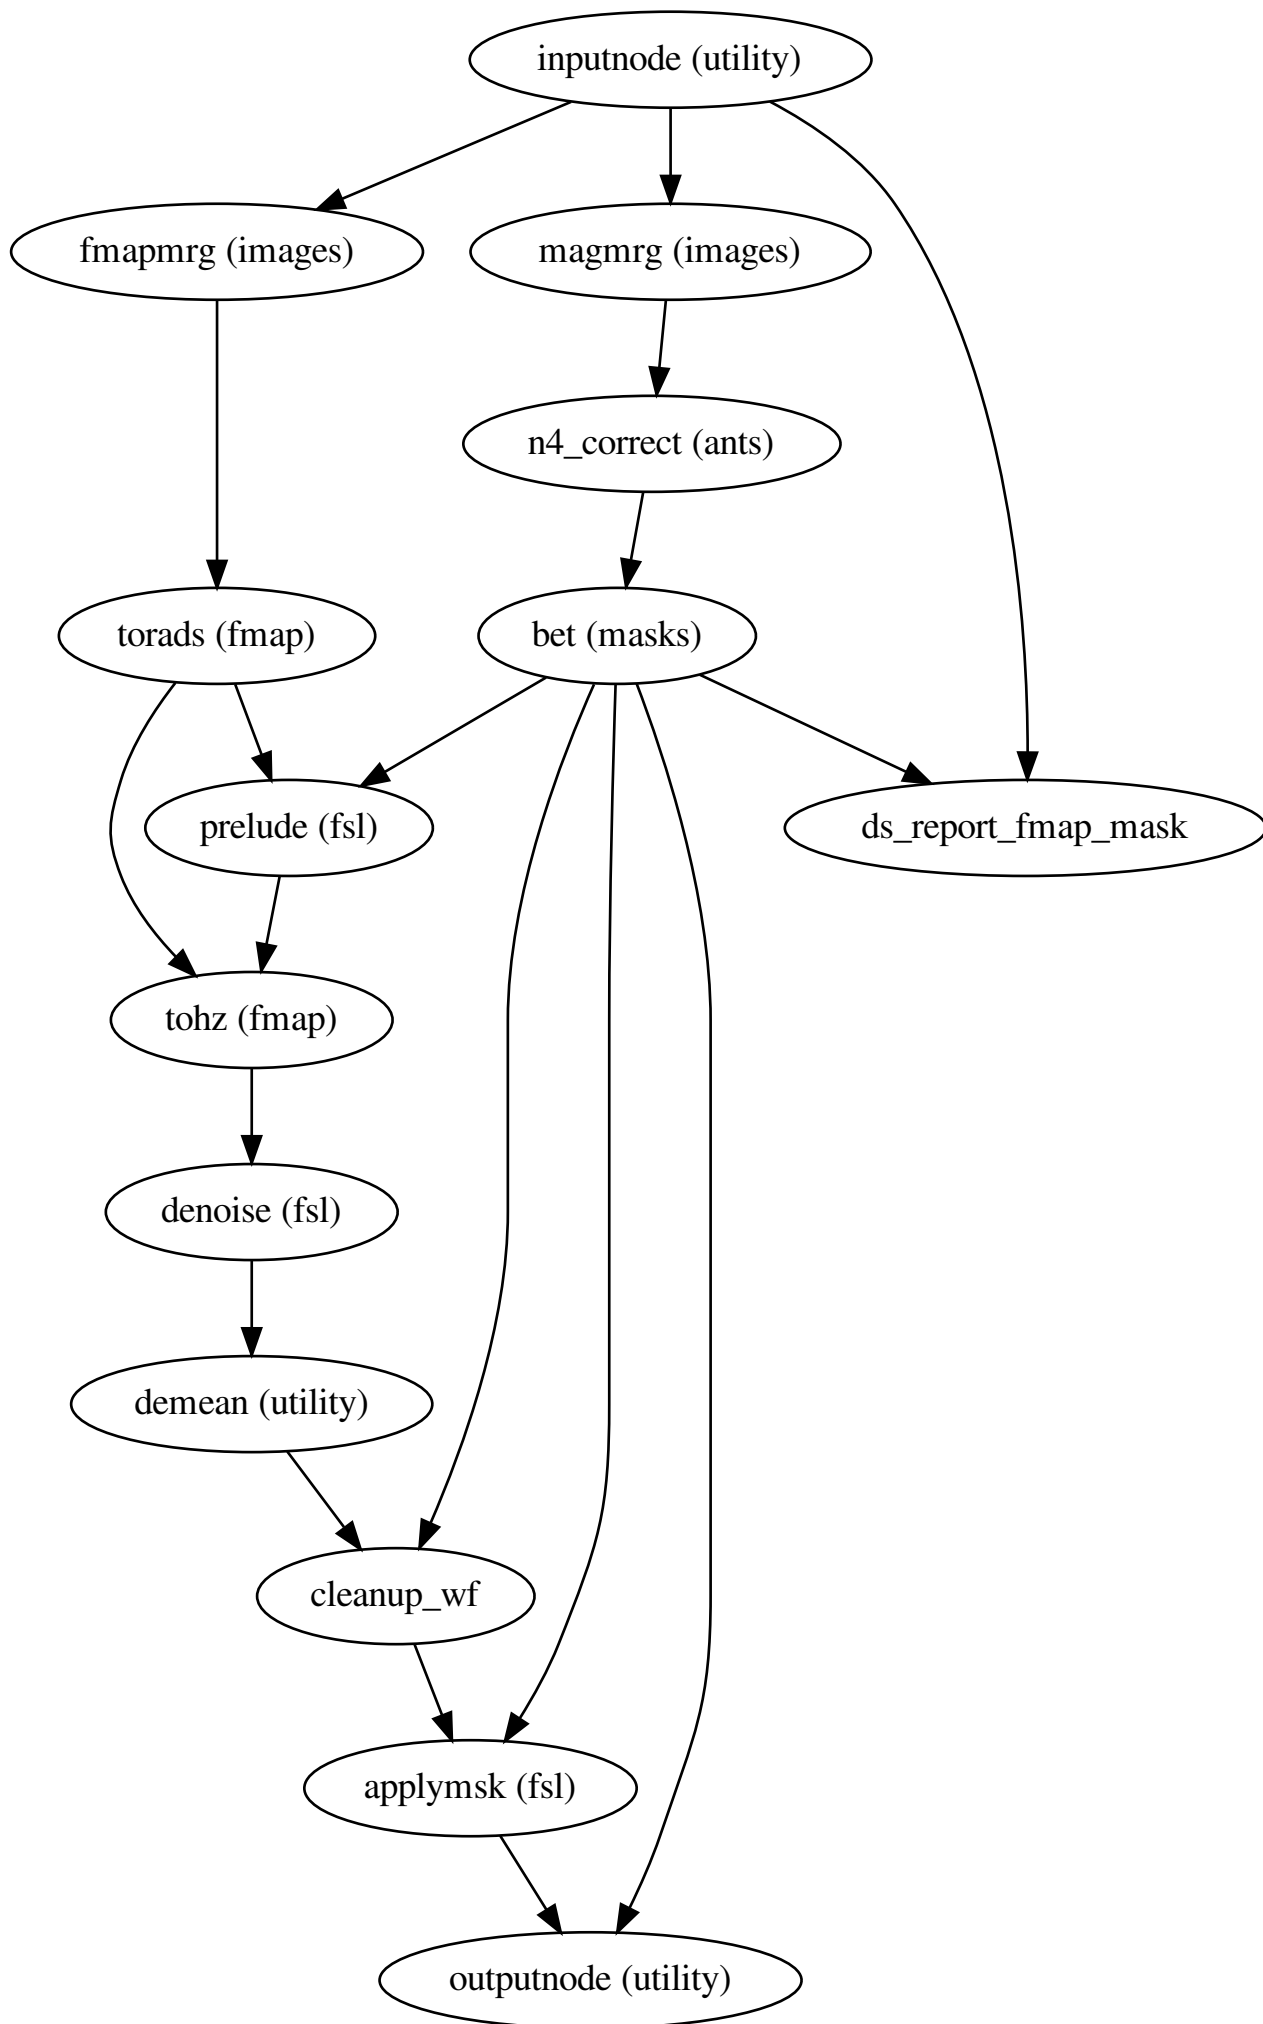 inputnode (utility)
fmapmrg (images)
magmrg (images)
n4_correct (ants)
torads (fmap)
bet (masks)
prelude (fsl)
ds_report_fmap_mask
tohz (fmap)
denoise (fsl)
demean (utility)
cleanup_wf
applymsk (fsl)
outputnode (utility)